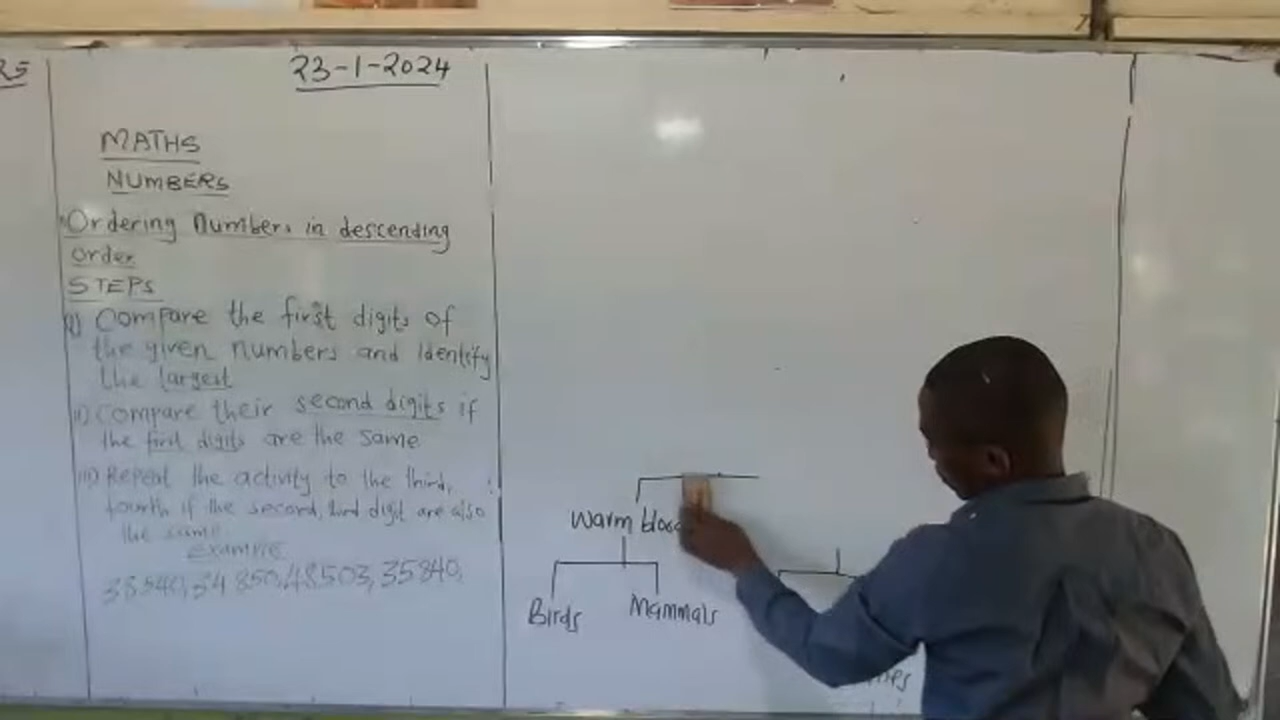 23-1-2024
MATHS
NUMBERS
Ordering Numbers in descending
order
STEPS
i) Compare the first digits of
the given numbers and identify
the largest
ii) Compare their second digits if
the first digits are the same
iii) Repeat the activity to the third,
fourth if the second, third digit are also
the same
Example
38540, 34850, 48503, 35840,
Warm bloo
Birds
Mammals